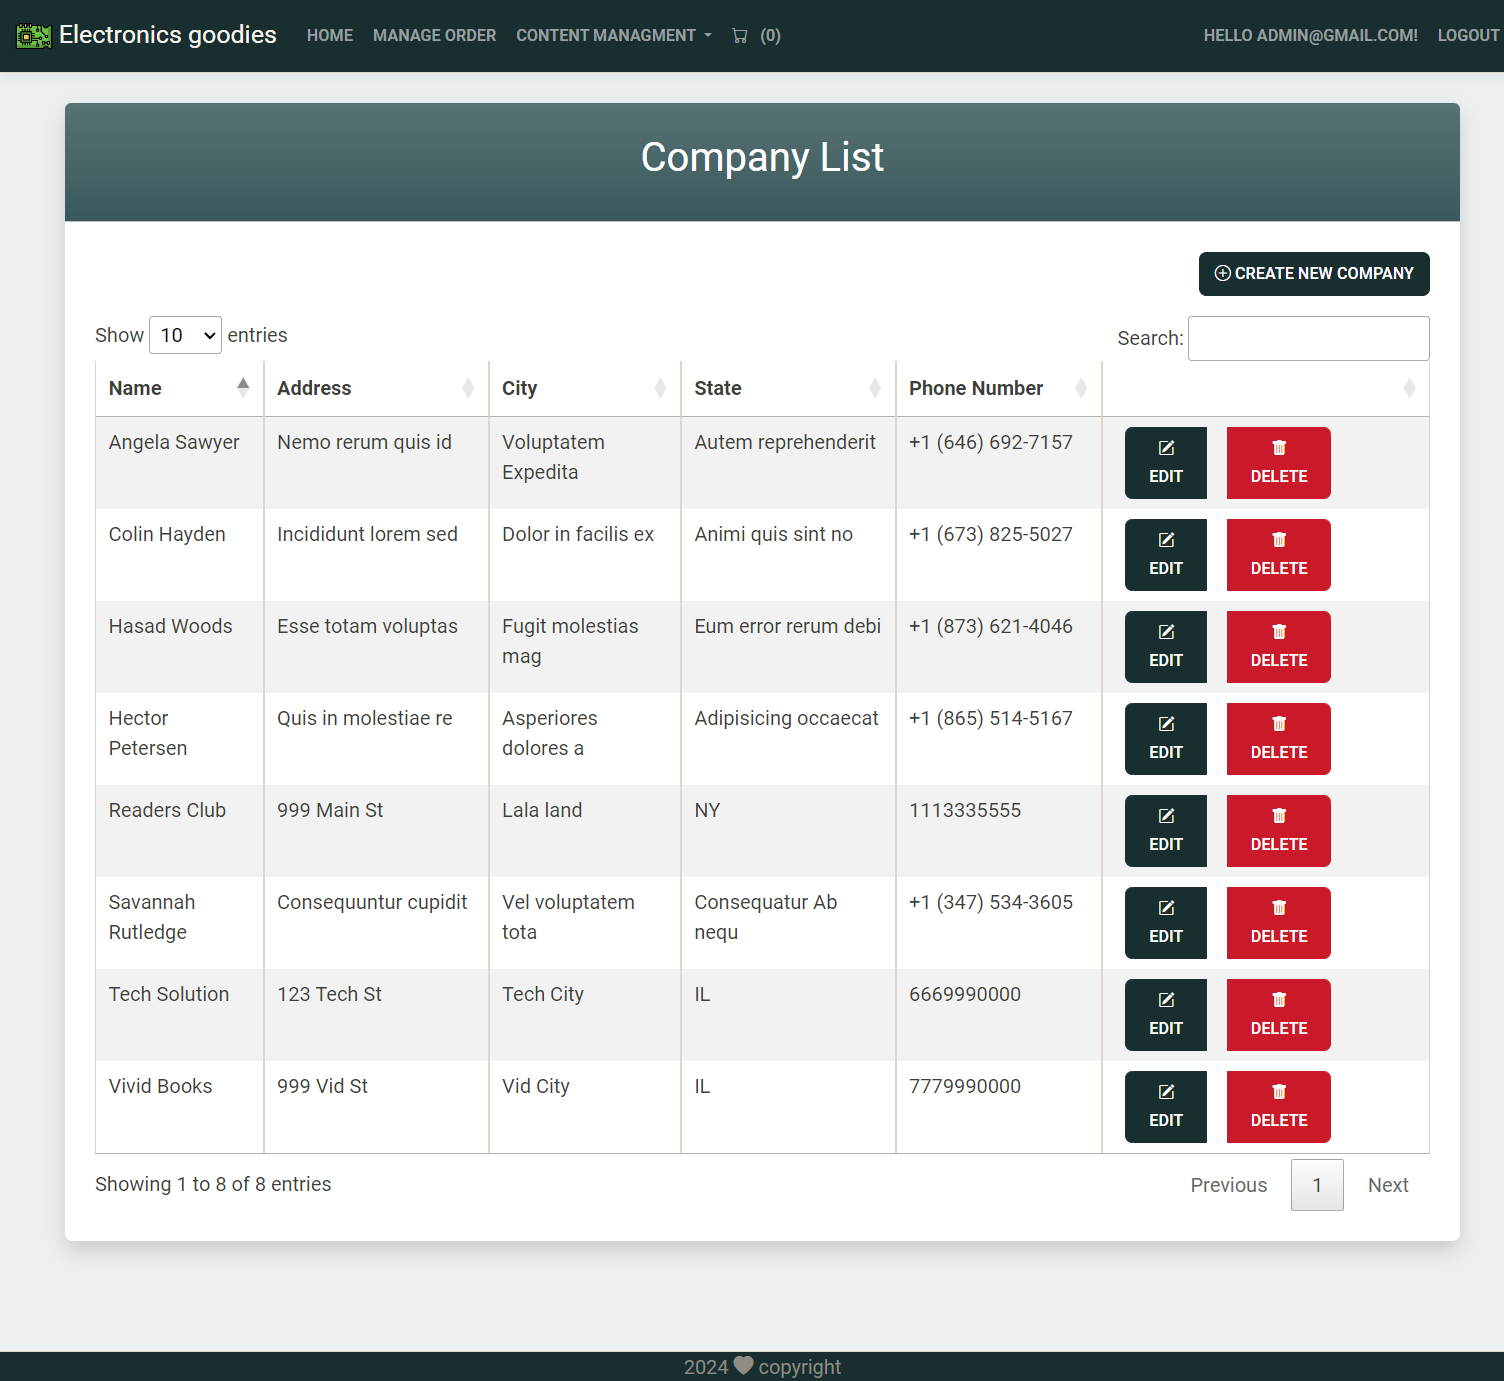 Electronics goodies HOME MANAGE ORDER CONTENT MANAGMENT (0) HELLO ADMIN@GMAIL.COM! LOGOUT
Company List
CREATE NEW COMPANY
Show 10 entries Search:
Name Address City State Phone Number
Angela Sawyer Nemo rerum quis id Voluptatem Autem reprehenderit +1 (646) 692-7157
Expedita
EDIT DELETE
Colin Hayden Incididunt lorem sed Dolor in facilis ex Animi quis sint no +1 (673) 825-5027
EDIT DELETE
Hasad Woods Esse totam voluptas Fugit molestias Eum error rerum debi +1 (873) 621-4046
mag
EDIT DELETE
Hector Quis in molestiae re Asperiores Adipisicing occaecat +1 (865) 514-5167
Petersen dolores a
EDIT DELETE
Readers Club 999 Main St Lala land NY 1113335555
EDIT DELETE
Savannah Consequuntur cupidit Vel voluptatem Consequatur Ab +1 (347) 534-3605
Rutledge tota nequ
EDIT DELETE
Tech Solution 123 Tech St Tech City IL 6669990000
EDIT DELETE
Vivid Books 999 Vid St Vid City IL 7779990000
EDIT DELETE
Showing 1 to 8 of 8 entries Previous 1 Next
2024 copyright